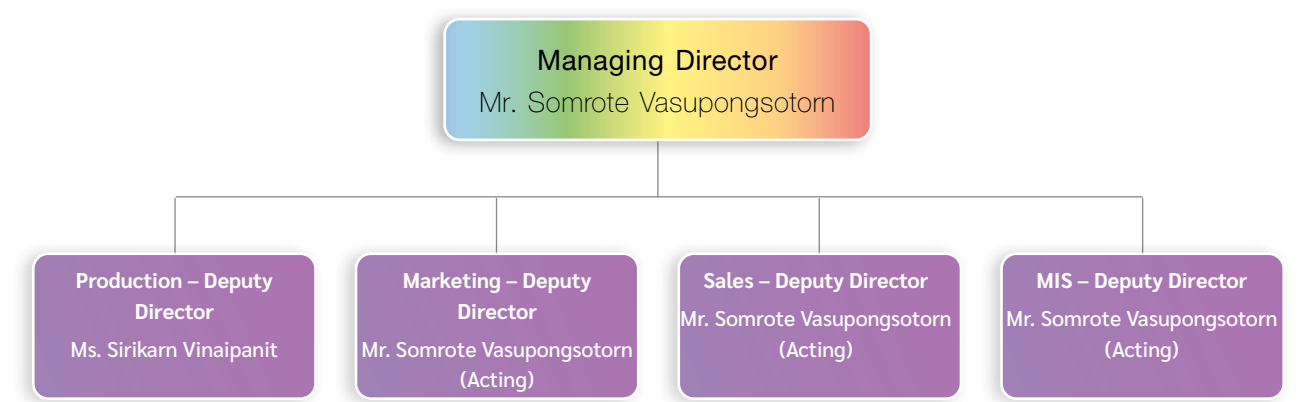 Managing Director
Mr. Somrote Vasupongsotorn
Production – Deputy
Director
Ms. Sirikarn Vinaipanit
Marketing – Deputy
Director
Mr. Somrote Vasupongsotorn
(Acting)
Sales – Deputy Director
Mr. Somrote Vasupongsotorn
(Acting)
MIS – Deputy Director
Mr. Somrote Vasupongsotorn
(Acting)